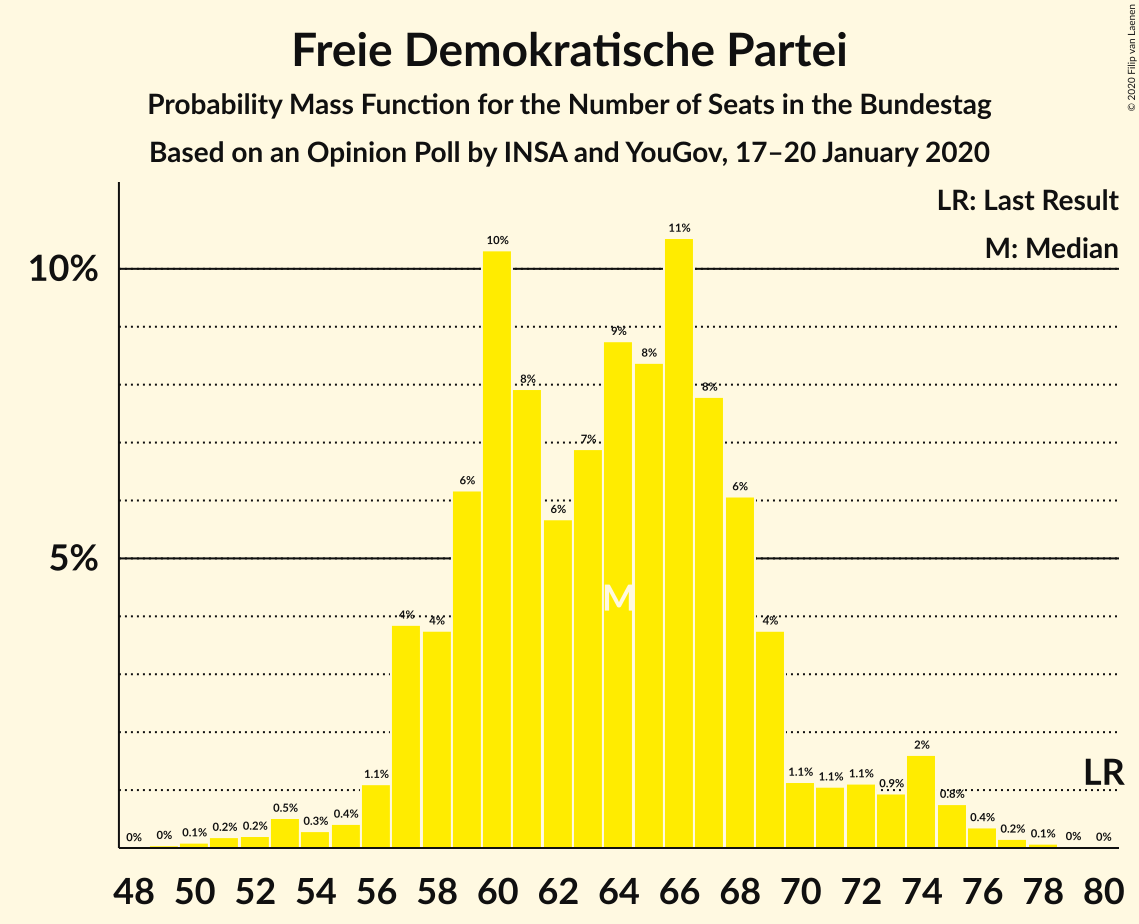 Freie Demokratische Partei
Probability Mass Function for the Number of Seats in the Bundestag
Based on an Opinion Poll by INSA and YouGov, 17–20 January 2020
© 2020 Filip van Laenen
LR: Last Result
M: Median
10%
5%
0% 0% 0.1% 0.2% 0.2% 0.5% 0.3% 0.4% 1.1% 4% 4% 6% 10% 8% 6% 7% 9% 8% 11% 8% 6% 4% 1.1% 1.1% 1.1% 0.9% 2% 0.8% 0.4% 0.2% 0.1% 0% 0%
M
LR
48 50 52 54 56 58 60 62 64 66 68 70 72 74 76 78 80